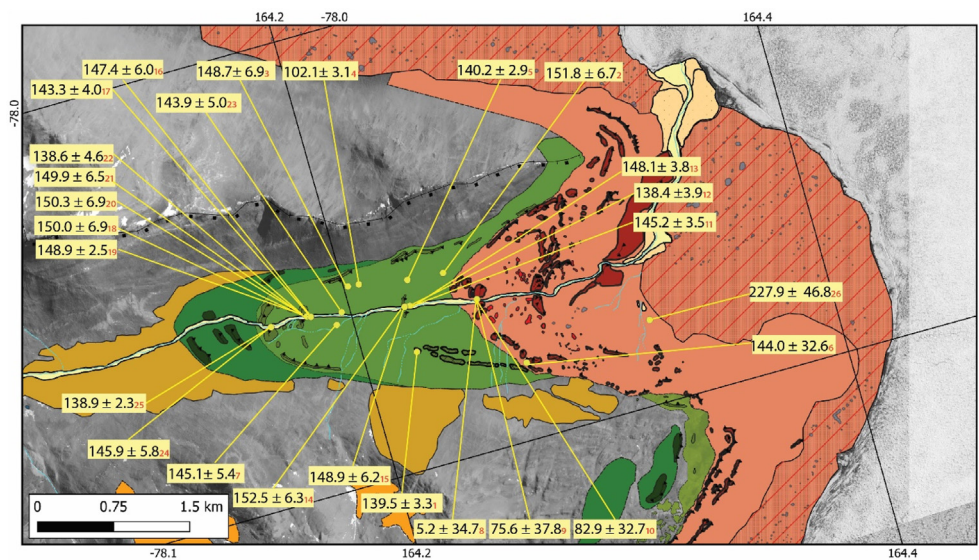 164.2
-78.0
164.4
147.4 ± 6.0₁₆
148.7 ± 6.9₃
102.1± 3.1₄
140.2 ± 2.9₅
151.8 ± 6.7₂
143.3 ± 4.0₁₇
143.9 ± 5.0₂₃
-78.0
138.6 ± 4.6₂₂
149.9 ± 6.5₂₁
150.3 ± 6.9₂₀
150.0 ± 6.9₁₈
148.9 ± 2.5₁₉
148.1± 3.8₁₃
138.4 ±3.9₁₂
145.2 ± 3.5₁₁
227.9 ± 46.8₂₆
144.0 ± 32.6₆
138.9 ± 2.3₂₅
145.9 ± 5.8₂₄
145.1± 5.4₇
152.5 ± 6.3₁₄
148.9 ± 6.2₁₅
139.5 ± 3.3₁
5.2 ± 34.7₈
75.6 ± 37.8₉
82.9 ± 32.7₁₀
0 0.75 1.5 km
-78.1
164.2
164.4